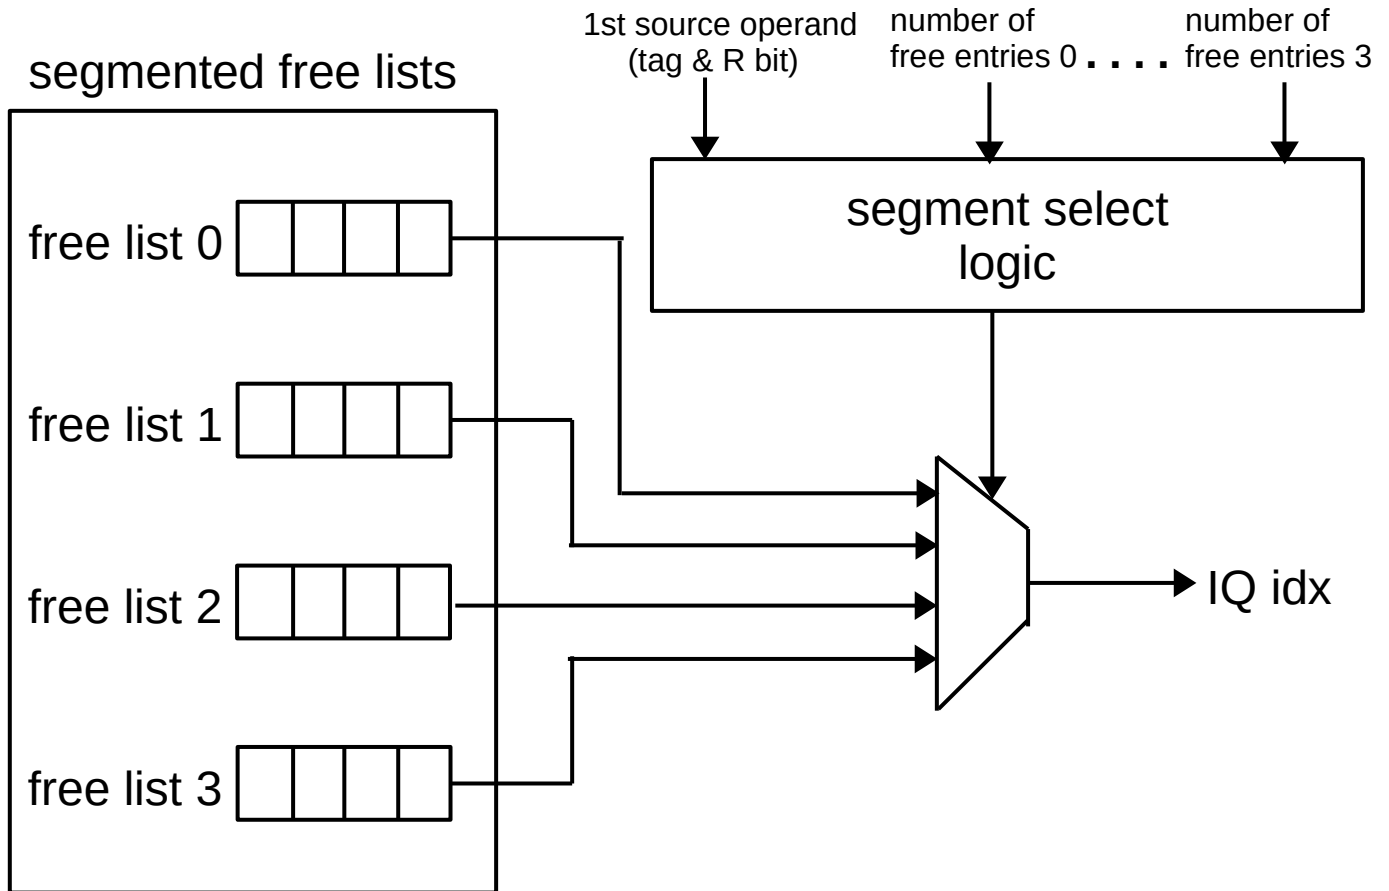 1st source operand
(tag & R bit)
number of
free entries 0 . . . .
number of
free entries 3
segmented free lists
segment select
logic
free list 0
free list 1
free list 2
free list 3
IQ idx